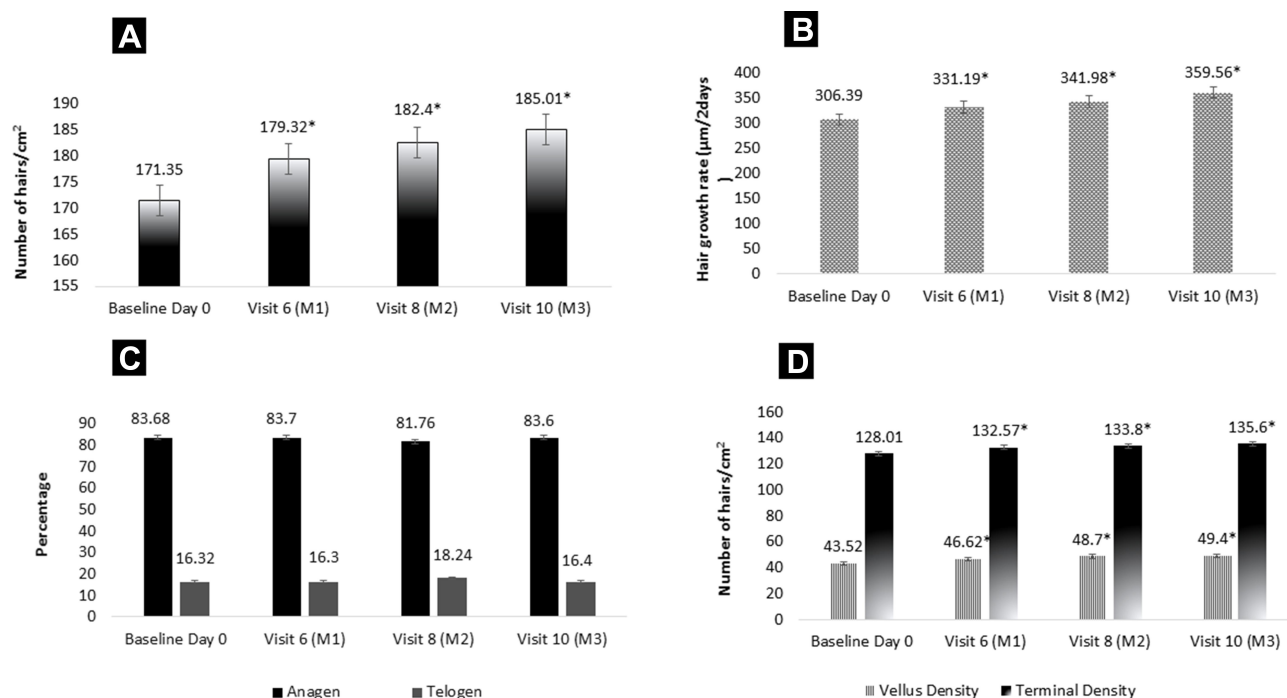 A
Number of hairs/cm²
190
185
180
175
170
165
160
155
171.35
179.32*
182.4*
185.01*
Baseline Day 0
Visit 6 (M1)
Visit 8 (M2)
Visit 10 (M3)
B
Hair growth rate (µm/2days
)
400
350
300
250
200
150
100
50
0
306.39
331.19*
341.98*
359.56*
Baseline Day 0
Visit 6 (M1)
Visit 8 (M2)
Visit 10 (M3)
C
Percentage
90
80
70
60
50
40
30
20
10
0
83.68
16.32
83.7
16.3
81.76
18.24
83.6
16.4
Baseline Day 0
Visit 6 (M1)
Visit 8 (M2)
Visit 10 (M3)
Anagen
Telogen
D
Number of hairs/cm²
160
140
120
100
80
60
40
20
0
43.52
128.01
46.62*
132.57*
48.7*
133.8*
49.4*
135.6*
Baseline Day 0
Visit 6 (M1)
Visit 8 (M2)
Visit 10 (M3)
Vellus Density
Terminal Density